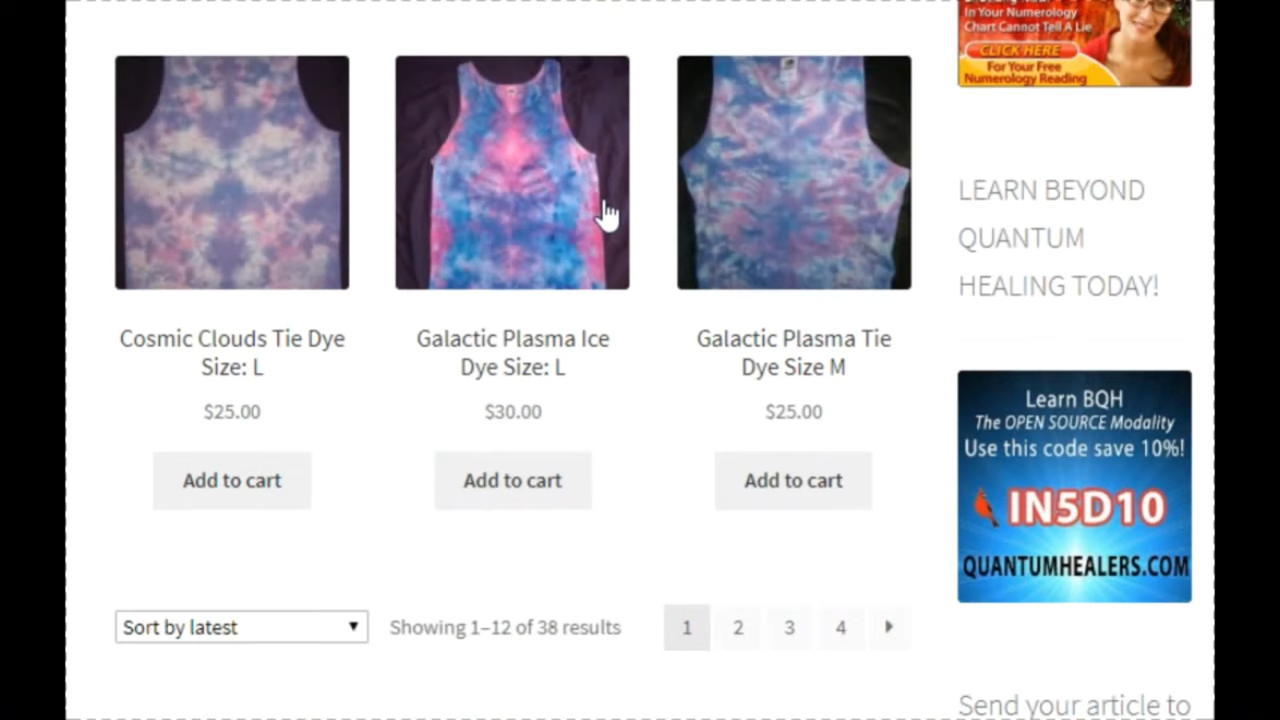 In Your Numerology
Chart Cannot Tell A Lie
CLICK HERE
For Your Free
Numerology Reading
Cosmic Clouds Tie Dye
Size: L
$25.00
Add to cart
Galactic Plasma Ice
Dye Size: L
$30.00
Add to cart
Galactic Plasma Tie
Dye Size M
$25.00
Add to cart
Sort by latest
Showing 1–12 of 38 results
1 2 3 4
LEARN BEYOND
QUANTUM
HEALING TODAY!
Learn BQH
The OPEN SOURCE Modality
Use this code save 10%!
IN5D10
QUANTUMHEALERS.COM
Send your article to